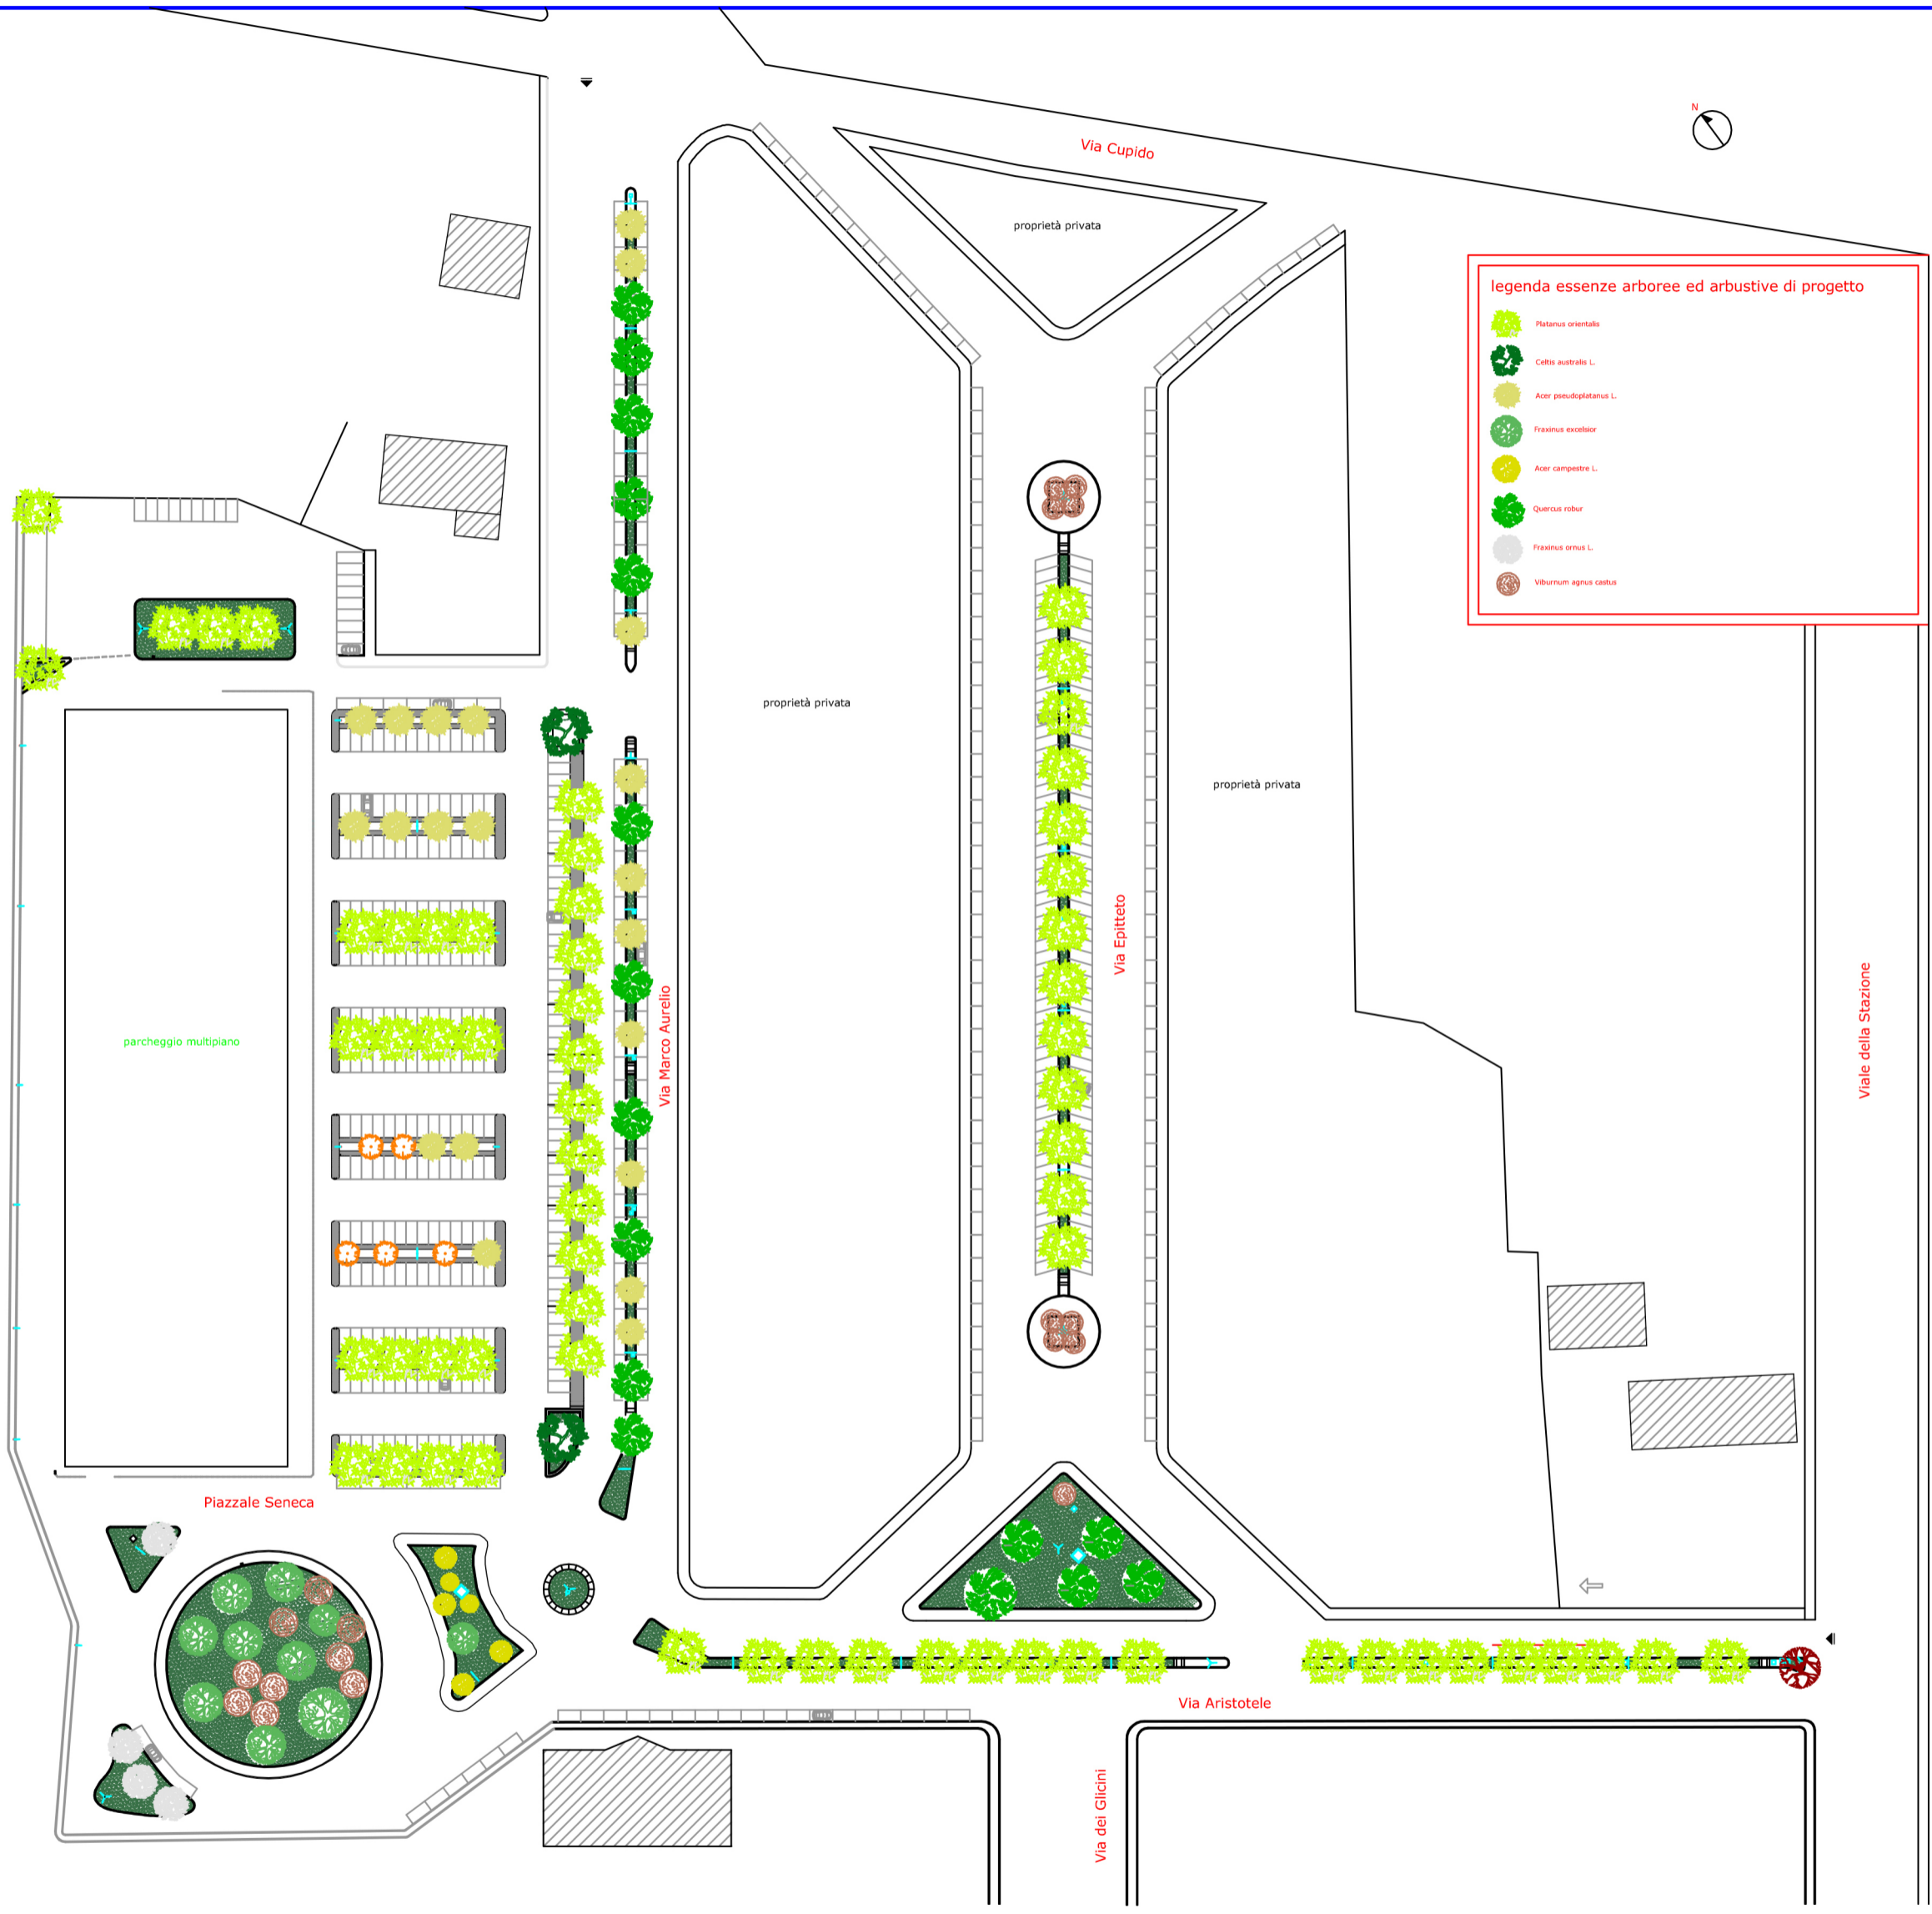 N
Via Cupido
proprietà privata
legenda essenze arboree ed arbustive di progetto
Platanus orientalis
Celtis australis L.
Acer pseudoplatanus L.
Fraxinus excelsior
Acer campestre L.
Quercus robur
Fraxinus ornus L.
Viburnum agnus castus
proprietà privata
proprietà privata
Via Epitteto
Viale della Stazione
Via Marco Aurelio
parcheggio multipiano
Piazzale Seneca
Via Aristotele
Via dei Glicini